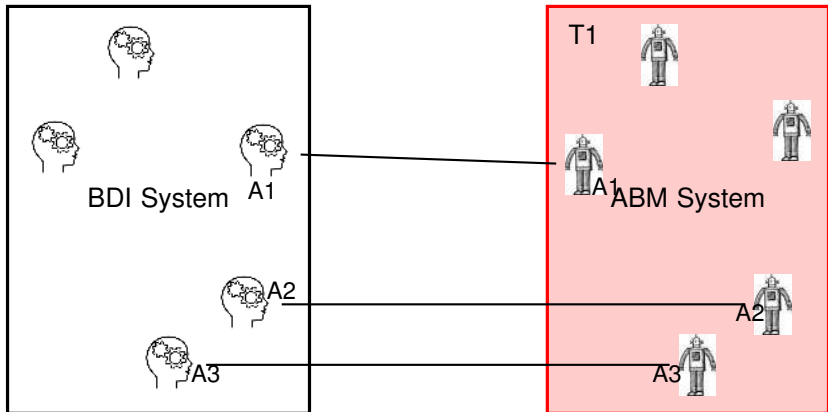 T1
BDI System
A1
A1
ABM System
A2
A2
A3
A3